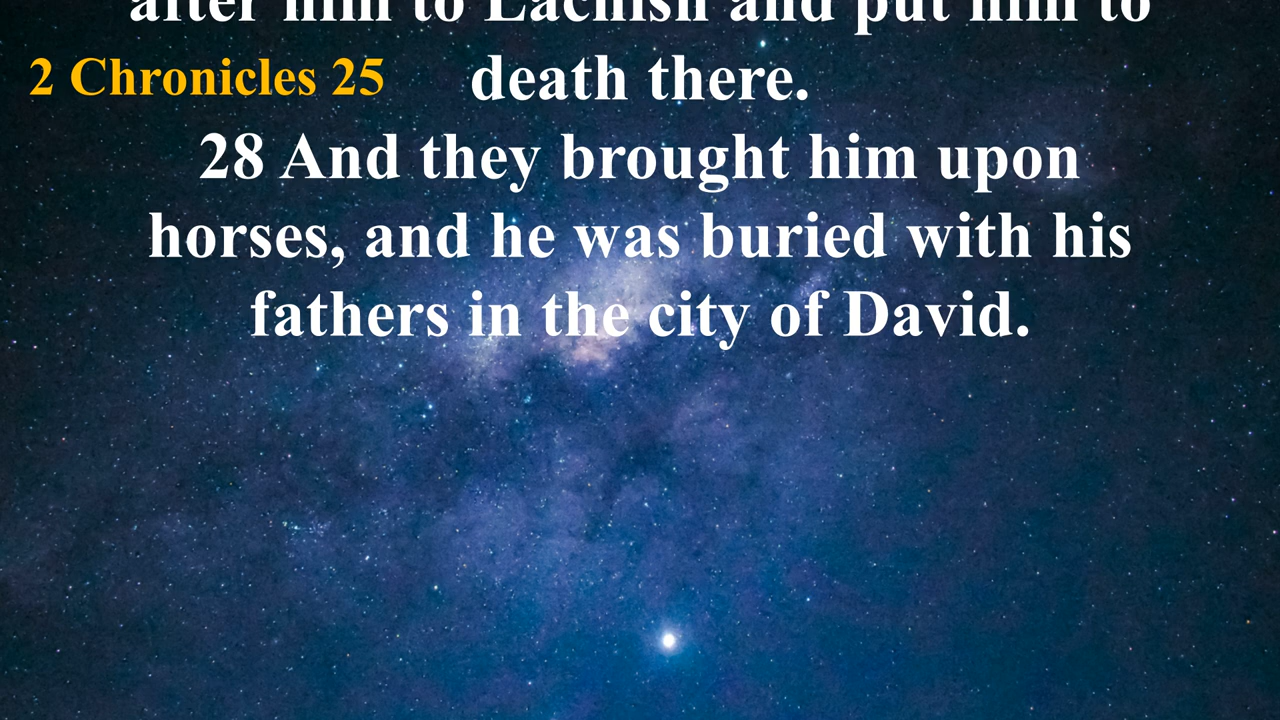 after him to Lachish and put him to
2 Chronicles 25
death there.
28 And they brought him upon
horses, and he was buried with his
fathers in the city of David.